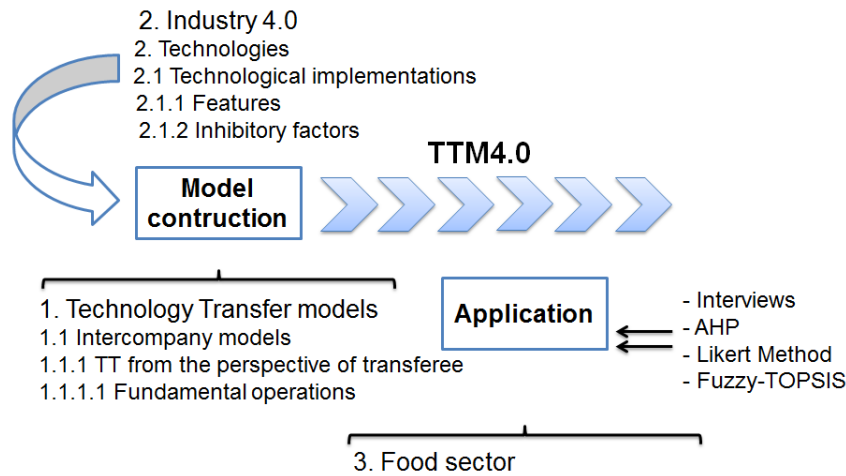 2. Industry 4.0
2. Technologies
2.1 Technological implementations
2.1.1 Features
2.1.2 Inhibitory factors
TTM4.0
Model
contruction
1. Technology Transfer models
1.1 Intercompany models
1.1.1 TT from the perspective of transferee
1.1.1.1 Fundamental operations
Application
- Interviews
- AHP
- Likert Method
- Fuzzy-TOPSIS
3. Food sector